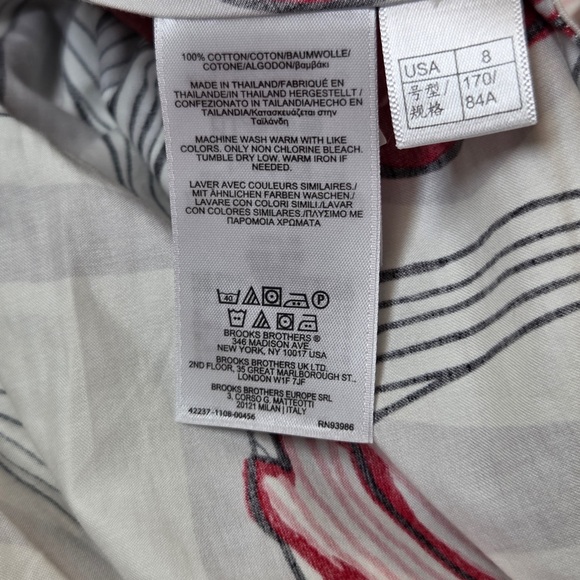 100% COTTON/COTON/BAUMWOLLE/
COTONE/ALGODON/βαμβάκι
MADE IN THAILAND/FABRIQUÉ EN
THAILANDE/IN THAILAND HERGESTELLT/
CONFEZIONATO IN TAILANDIA/HECHO EN
TAILANDIA/Κατασκευάζεται στην
Ταϊλάνδη
MACHINE WASH WARM WITH LIKE
COLORS. ONLY NON CHLORINE BLEACH.
TUMBLE DRY LOW. WARM IRON IF
NEEDED.
LAVER AVEC COULEURS SIMILAIRES./
MIT ÄHNLICHEN FARBEN WASCHEN./
LAVARE CON COLORI SIMILI./LAVAR
CON COLORES SIMILARES./ΠΛΥΣΙΜΟ ΜΕ
ΠΑΡΟΜΟΙΑ ΧΡΩΜΑΤΑ
40 P
BROOKS BROTHERS ®
346 MADISON AVE.
NEW YORK, NY 10017 USA
BROOKS BROTHERS UK LTD.
2ND FLOOR, 35 GREAT MARLBOROUGH ST.,
LONDON W1F 7JF
BROOKS BROTHERS EUROPE SRL
3, CORSO G. MATTEOTTI
20121 MILAN | ITALY
42237-1108-00456 RN93986
USA 8
号型/规格 170/84A